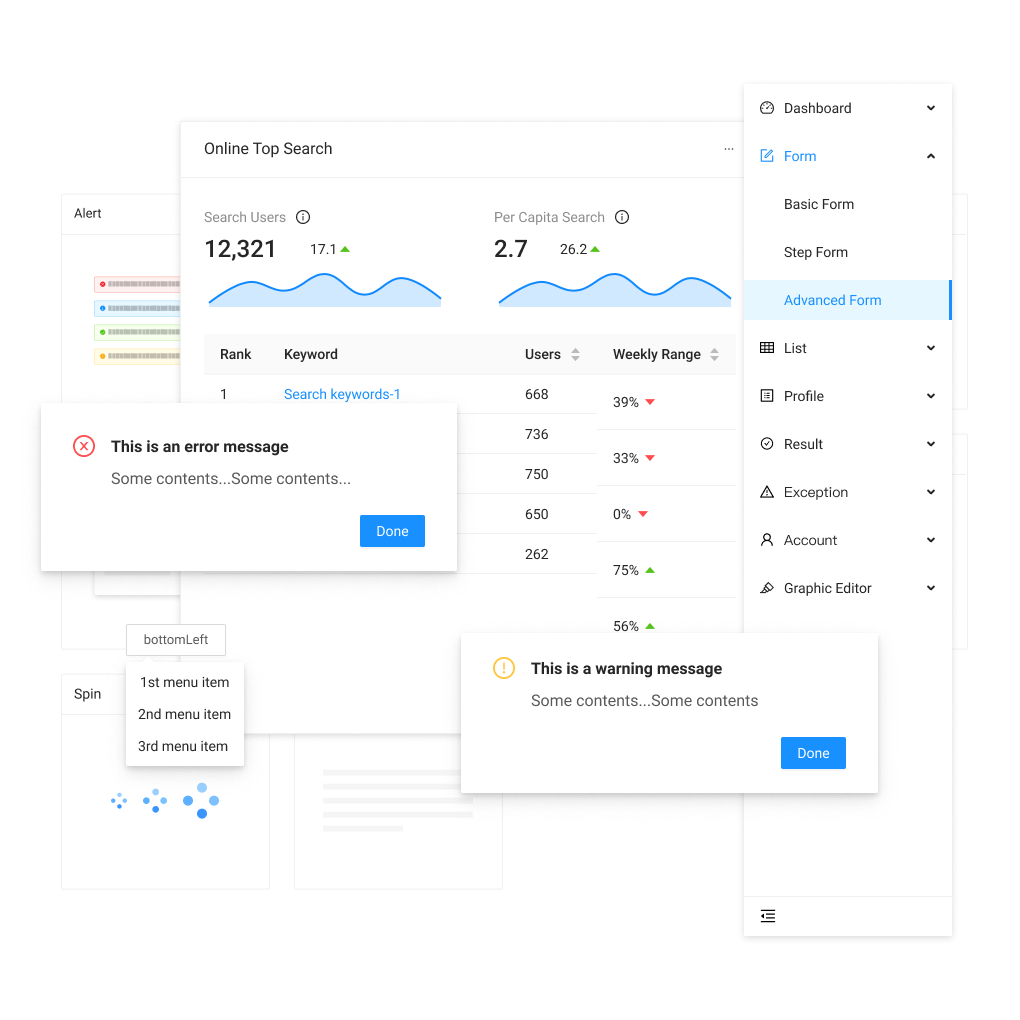 Dashboard
Form
Basic Form
Step Form
Advanced Form
List
Profile
Result
Exception
Account
Graphic Editor
Online Top Search
...
Search Users
12,321 17.1
Per Capita Search
2.7 26.2
Rank Keyword Users Weekly Range
1 Search keywords-1 668 39%
736 33%
750 0%
650 75%
262 56%
Alert
This is an error message
Some contents...Some contents...
Done
bottomLeft
1st menu item
2nd menu item
3rd menu item
Spin
This is a warning message
Some contents...Some contents
Done